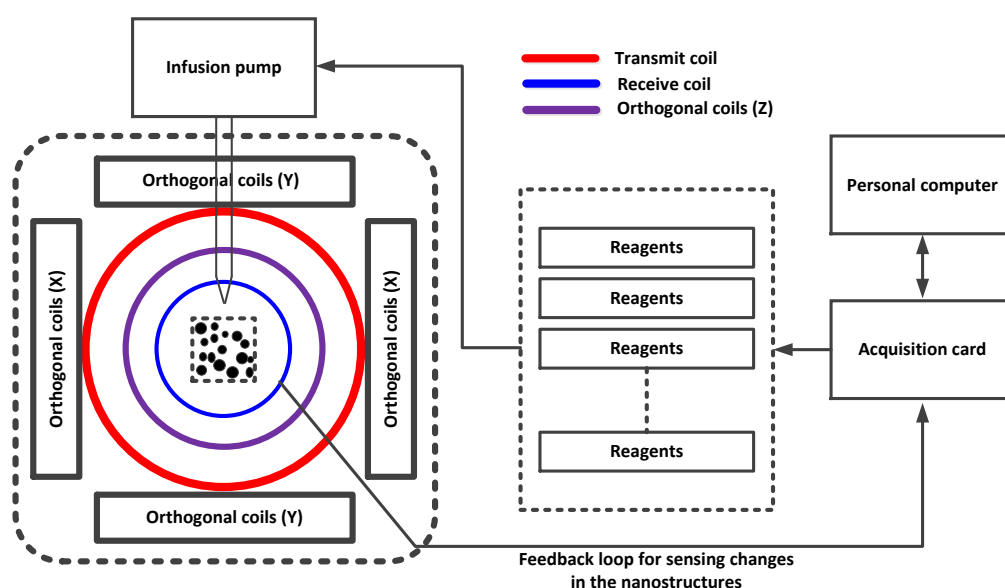 Infusion pump
Transmit coil
Receive coil
Orthogonal coils (Z)
Orthogonal coils (Y)
Orthogonal coils (X)
Orthogonal coils (X)
Orthogonal coils (Y)
Reagents
Reagents
Reagents
Reagents
Personal computer
Acquisition card
Feedback loop for sensing changes
in the nanostructures